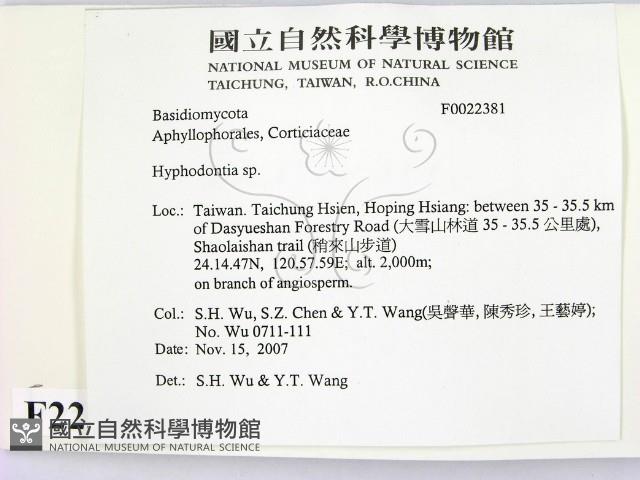 國立自然科學博物館
NATIONAL MUSEUM OF NATURAL SCIENCE
TAICHUNG, TAIWAN, R.O.CHINA
Basidiomycota F0022381
Aphyllophorales, Corticiaceae
Hyphodontia sp.
Loc.: Taiwan. Taichung Hsien, Hoping Hsiang: between 35 - 35.5 km
of Dasyueshan Forestry Road (大雪山林道 35 - 35.5 公里處),
Shaolaishan trail (稍來山步道)
24.14.47N, 120.57.59E; alt. 2,000m;
on branch of angiosperm.
Col.: S.H. Wu, S.Z. Chen & Y.T. Wang(吳聲華, 陳秀珍, 王藝婷);
No. Wu 0711-111
Date: Nov. 15, 2007
Det.: S.H. Wu & Y.T. Wang
F22
國立自然科學博物館
NATIONAL MUSEUM OF NATURAL SCIENCE